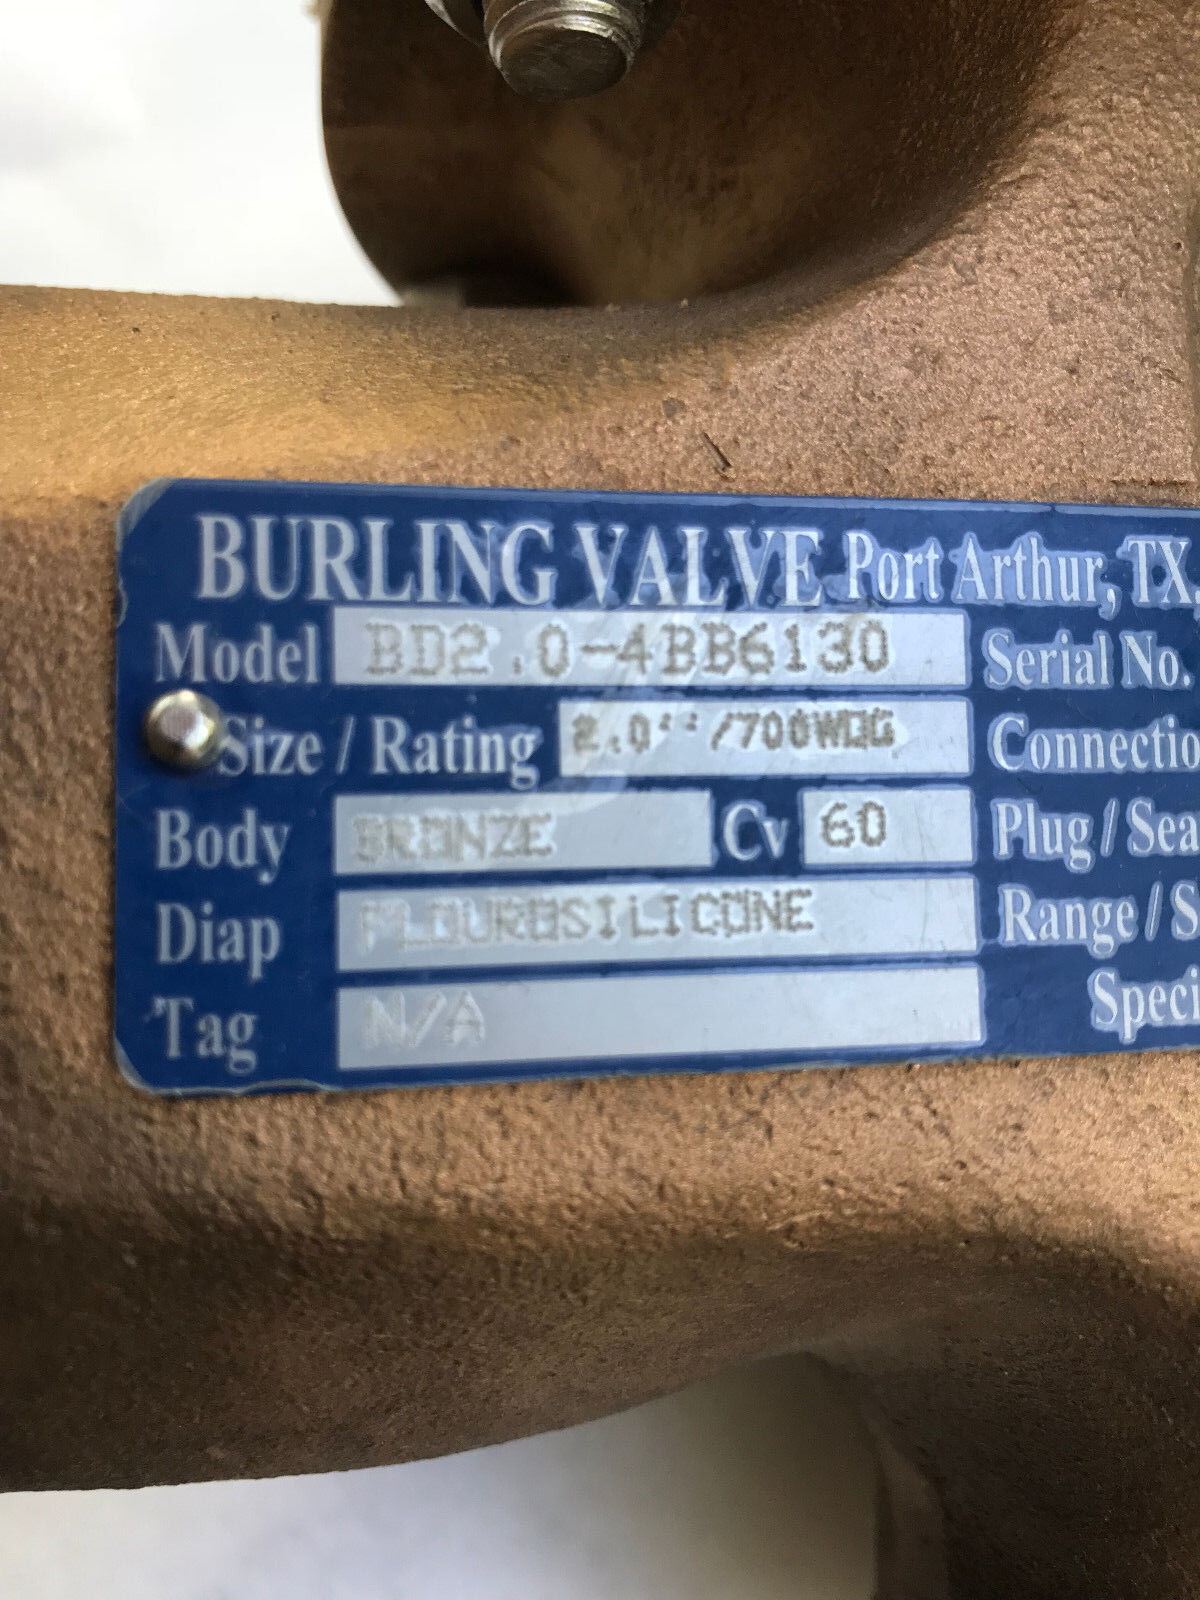 BURLING VALVE Port Arthur, TX,
Model BD2.0-4BB6130 Serial No.
Size / Rating 2.0''/700WOG Connectio
Body BRONZE Cv 60 Plug / Sea
Diap FLOUROSILICONE Range / S
Tag N/A Speci